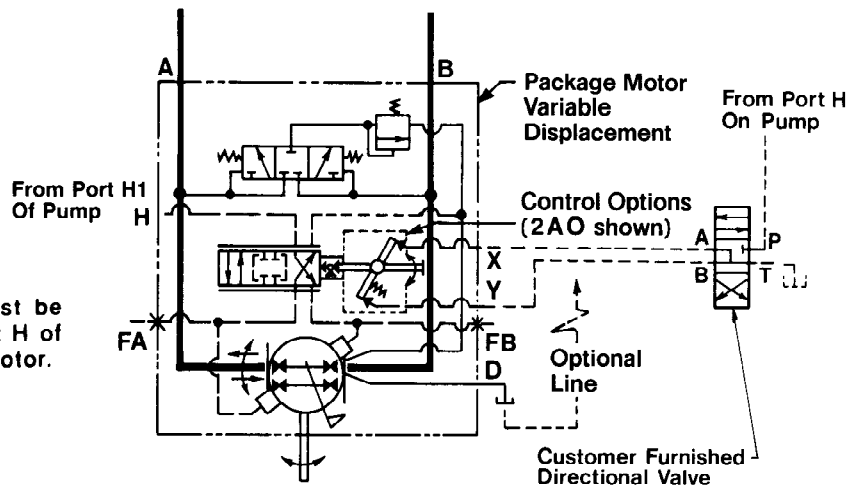 A
B
Package Motor
Variable
Displacement
From Port H
On Pump
From Port H1
Of Pump
H
Control Options
(2AO shown)
A
P
B
T
X
Y
st be
H of
otor.
FA
FB
D
Optional
Line
Customer Furnished
Directional Valve